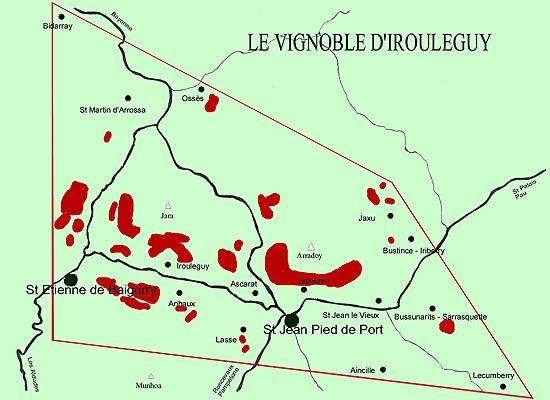 Bayonne
Bidarray
LE VIGNOBLE D'IROULEGUY
Ossès
St Martin d'Arrossa
St Palais
Pau
Jara
Jaxu
Arradoy
Bustince - Iriberry
Irouleguy
St Etienne de Baigorry
Ascarat
Ispoure
Anhaux
St Jean le Vieux
Bussunarits - Sarrasquette
St Jean Pied de Port
Lasse
Les Aldudes
Munhoa
Roncevaux
Pampelune
Aincille
Lecumberry